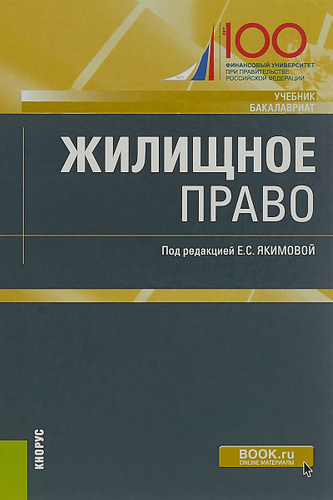 ЛЕТ
100
ФИНАНСОВЫЙ УНИВЕРСИТЕТ
ПРИ ПРАВИТЕЛЬСТВЕ
РОССИЙСКОЙ ФЕДЕРАЦИИ
УЧЕБНИК
БАКАЛАВРИАТ
ЖИЛИЩНОЕ
ПРАВО
Под редакцией Е.С. ЯКИМОВОЙ
КНОРУС
BOOK.ru
ONLINE МАТЕРИАЛЫ